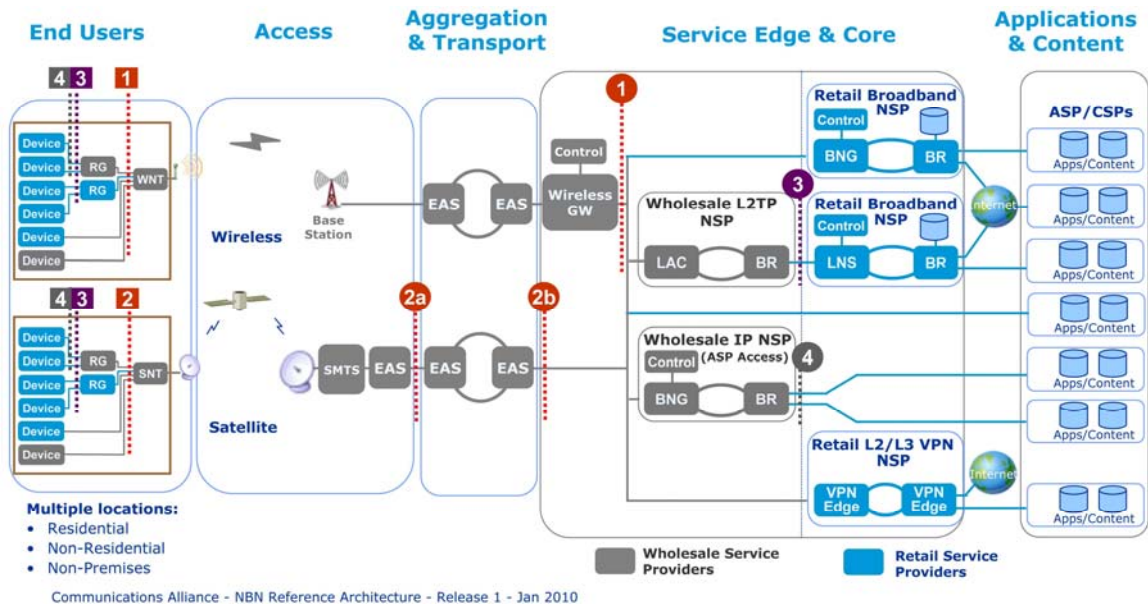 End Users
Access
Aggregation
& Transport
Service Edge & Core
Applications
& Content
4 3 1
Device
Device
Device
Device
Device
Device
RG
RG
WNT
Wireless
Base
Station
EAS
EAS
Control
Wireless
GW
1
Retail Broadband
NSP
Control
BNG
BR
Wholesale L2TP
NSP
LAC
BR
3
Retail Broadband
NSP
Control
LNS
BR
Internet
ASP/CSPs
Apps/Content
Apps/Content
Apps/Content
Apps/Content
4 3 2
Device
Device
Device
Device
Device
Device
RG
RG
SNT
Satellite
SMTS
EAS
2a
EAS
EAS
2b
Wholesale IP NSP
(ASP Access)
Control
BNG
BR
4
Apps/Content
Apps/Content
Retail L2/L3 VPN
NSP
VPN
Edge
VPN
Edge
Internet
Apps/Content
Multiple locations:
• Residential
• Non-Residential
• Non-Premises
Wholesale Service
Providers
Retail Service
Providers
Communications Alliance - NBN Reference Architecture - Release 1 - Jan 2010